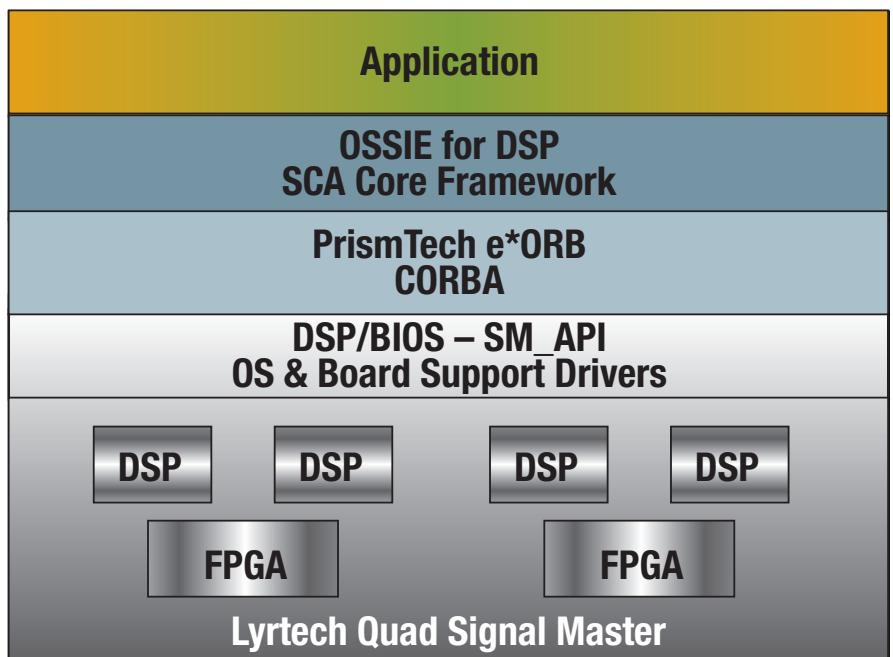 Application
OSSIE for DSP
SCA Core Framework
PrismTech e*ORB
CORBA
DSP/BIOS – SM_API
OS & Board Support Drivers
DSP DSP DSP DSP
FPGA FPGA
Lyrtech Quad Signal Master